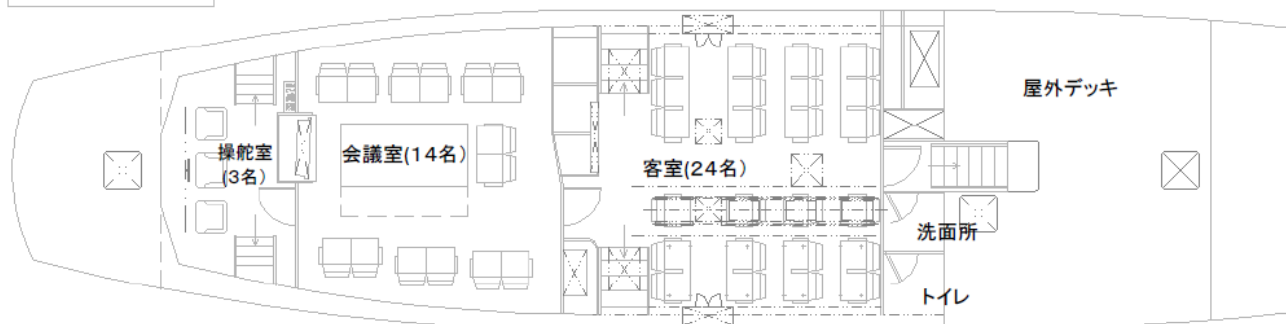 操舵室
(3名)
会議室(14名)
客室(24名)
屋外デッキ
洗面所
トイレ